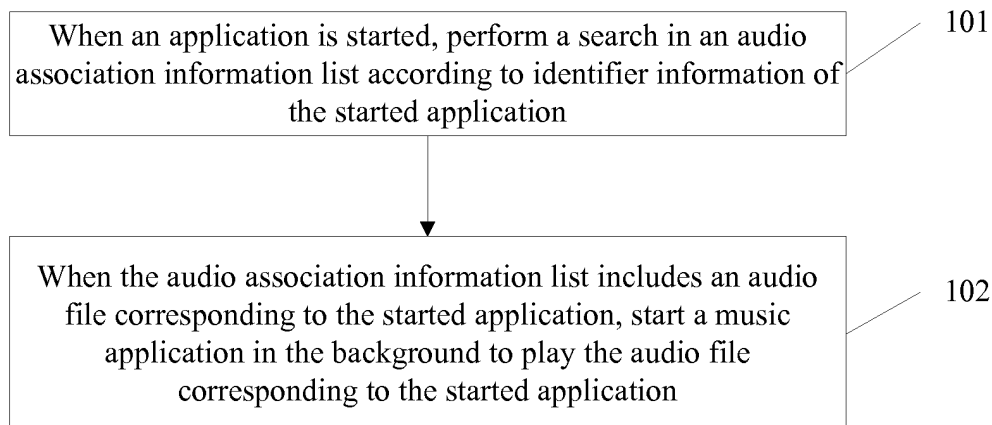 When an application is started, perform a search in an audio
association information list according to identifier information of
the started application
101
When the audio association information list includes an audio
file corresponding to the started application, start a music
application in the background to play the audio file
corresponding to the started application
102